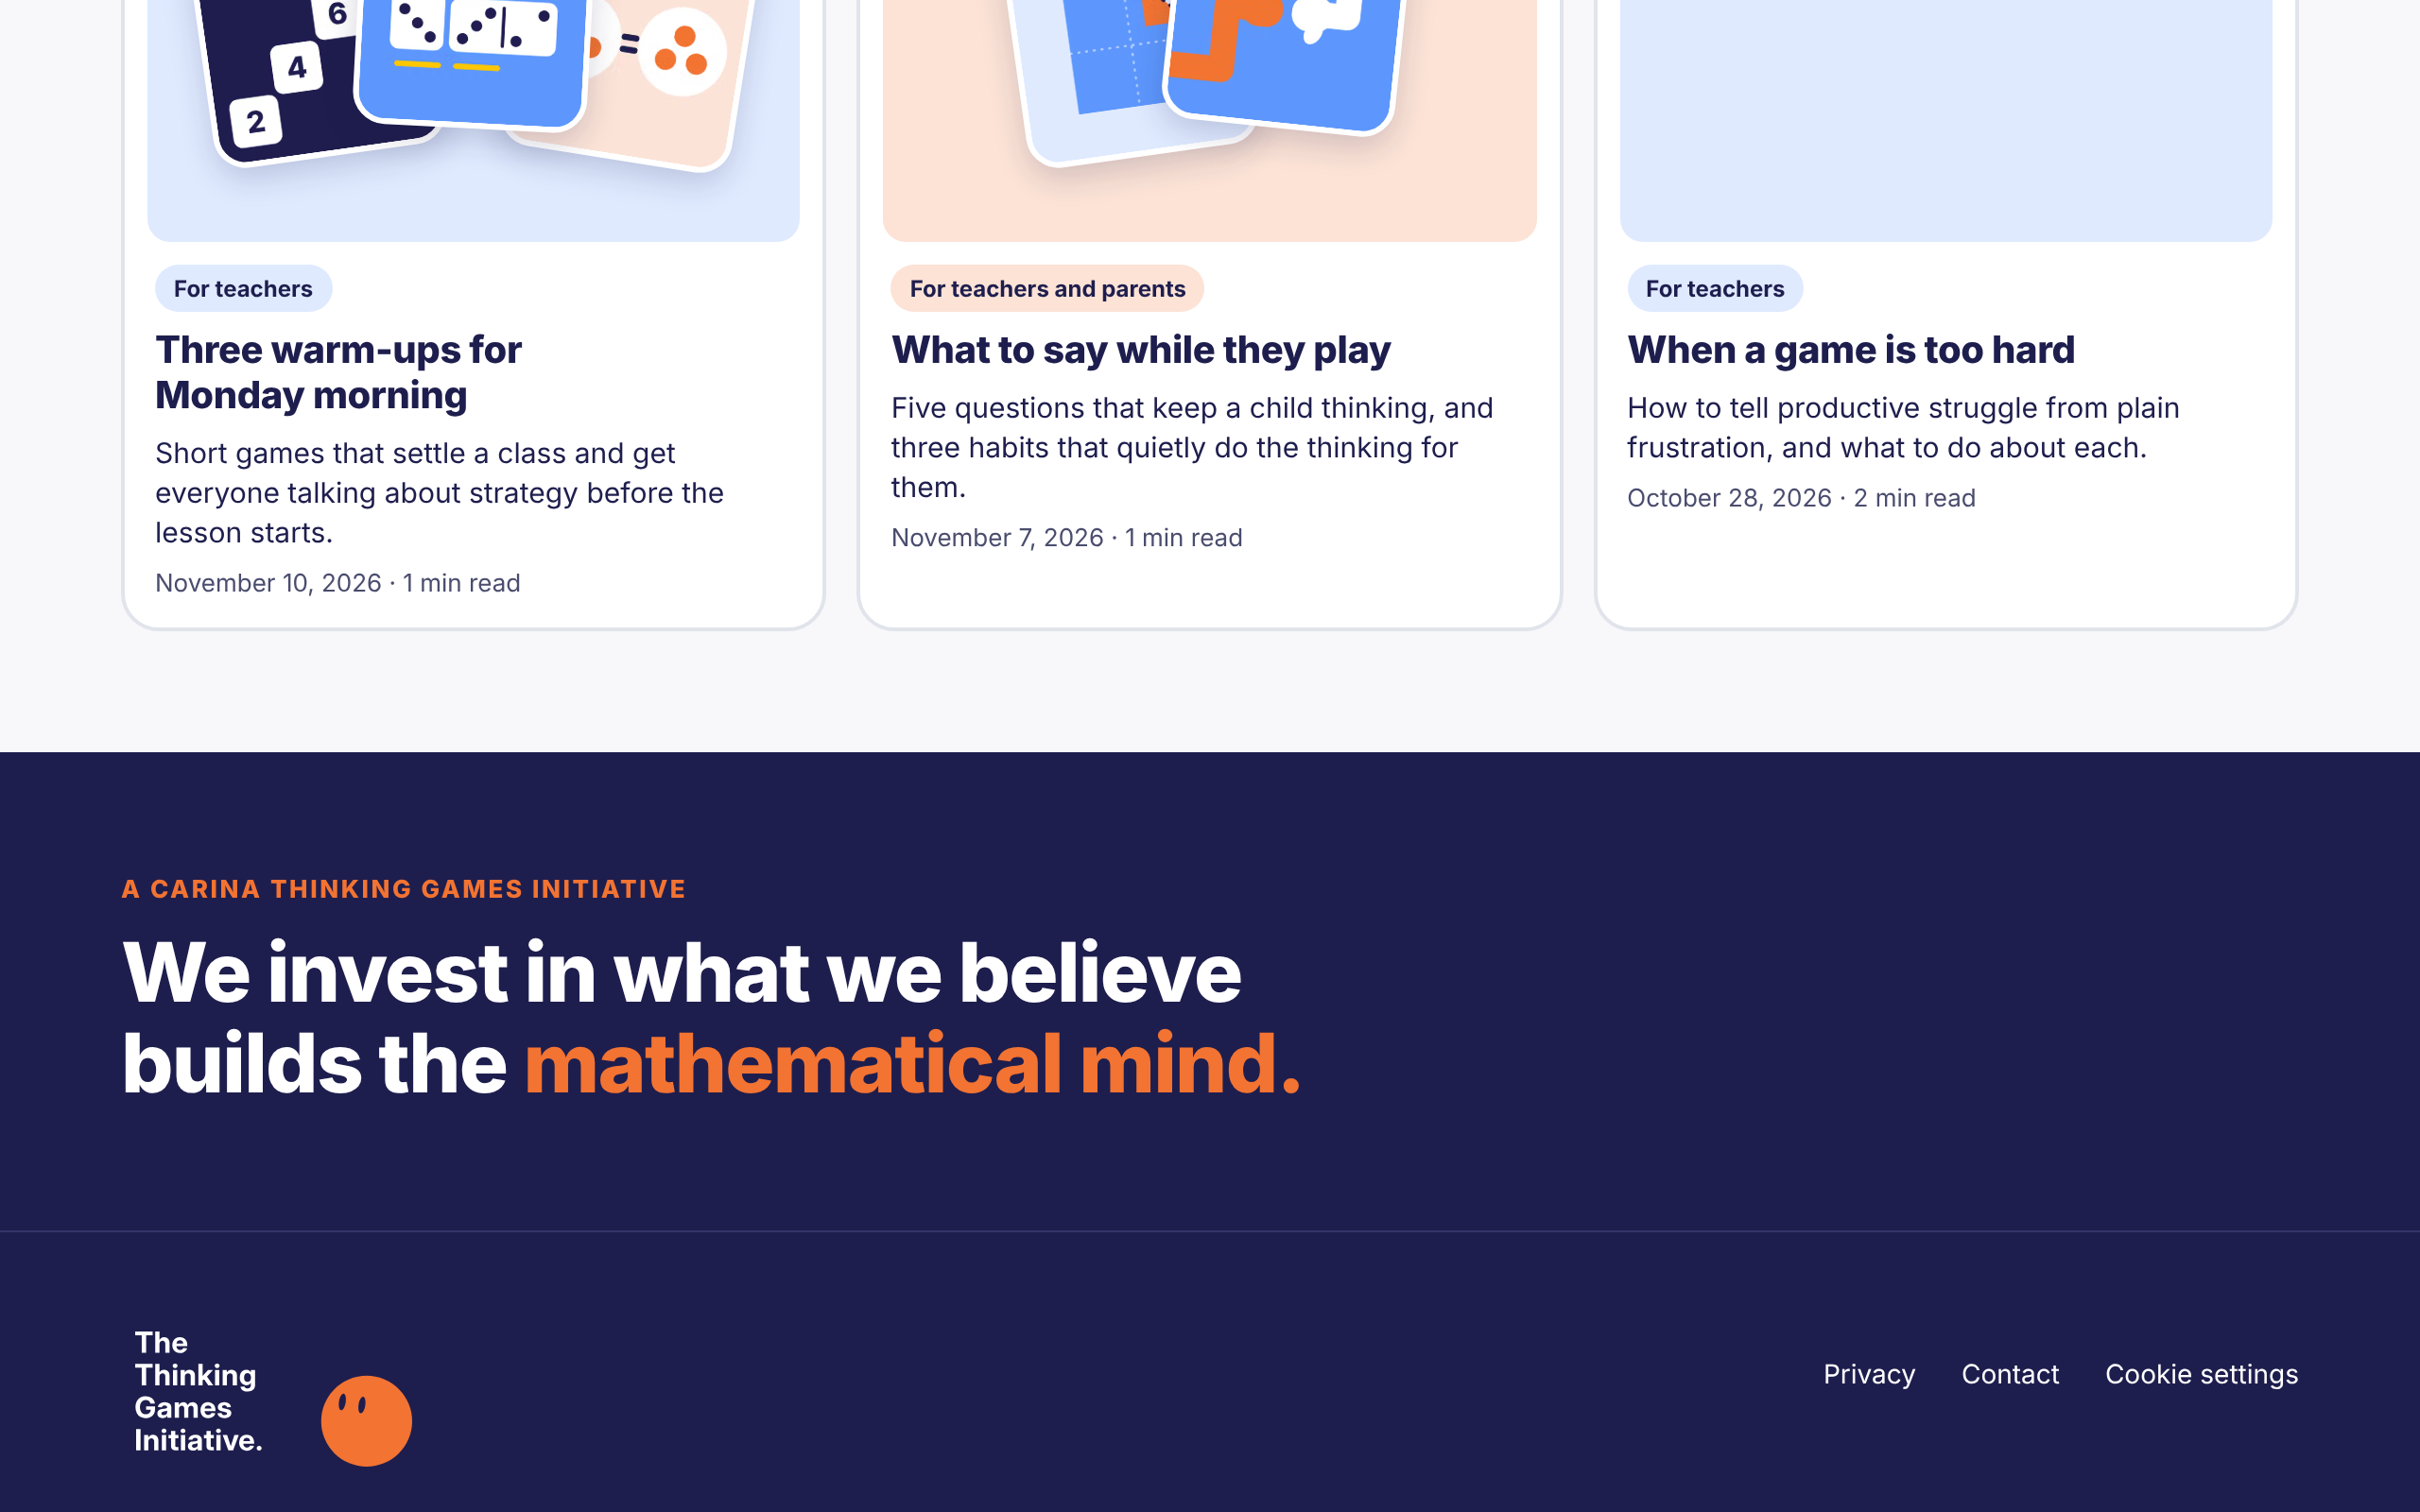 6
4
2
=
For teachers
Three warm-ups for
Monday morning
Short games that settle a class and get
everyone talking about strategy before the
lesson starts.
November 10, 2026 · 1 min read
For teachers and parents
What to say while they play
Five questions that keep a child thinking, and
three habits that quietly do the thinking for
them.
November 7, 2026 · 1 min read
For teachers
When a game is too hard
How to tell productive struggle from plain
frustration, and what to do about each.
October 28, 2026 · 2 min read
A CARINA THINKING GAMES INITIATIVE
We invest in what we believe
builds the mathematical mind.
The
Thinking
Games
Initiative.
Privacy Contact Cookie settings